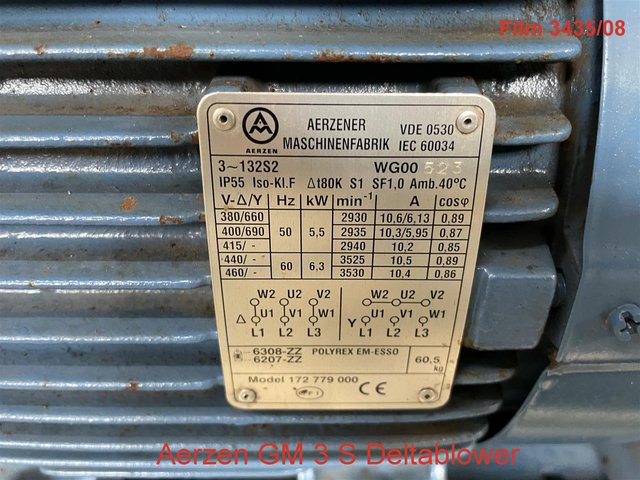 Film 3435/08
AERZEN
AERZENER
MASCHINENFABRIK
VDE 0530
IEC 60034
3~132S2 WG00 523
IP55 Iso-Kl.F Δt80K S1 SF1,0 Amb.40°C
V-Δ/Y Hz kW min⁻¹ A cosφ
380/660 50 5,5 2930 10,6/6,13 0,89
400/690 2935 10,3/5,95 0,87
415/- 2940 10,2 0,85
440/- 60 6,3 3525 10,5 0,89
460/- 3530 10,4 0,86
W2 U2 V2 W2 U2 V2
Δ U1 V1 W1 Y U1 V1 W1
L1 L2 L3 L1 L2 L3
6308-ZZ POLYREX EM-ESSO 60,5 kg
6207-ZZ
Model 172 779 000 CE
Aerzen GM 3 S Deltablower